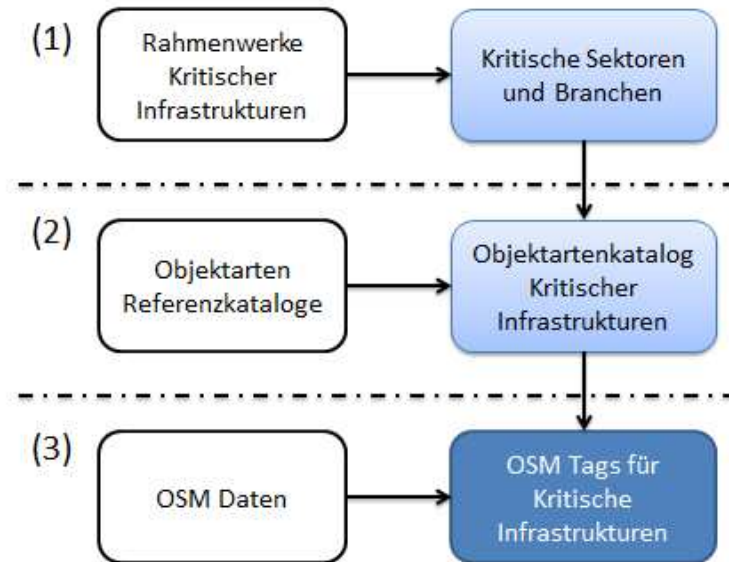 (1)
Rahmenwerke
Kritischer
Infrastrukturen
Kritische Sektoren
und Branchen
(2)
Objektarten
Referenzkataloge
Objektartenkatalog
Kritischer
Infrastrukturen
(3)
OSM Daten
OSM Tags für
Kritische
Infrastrukturen